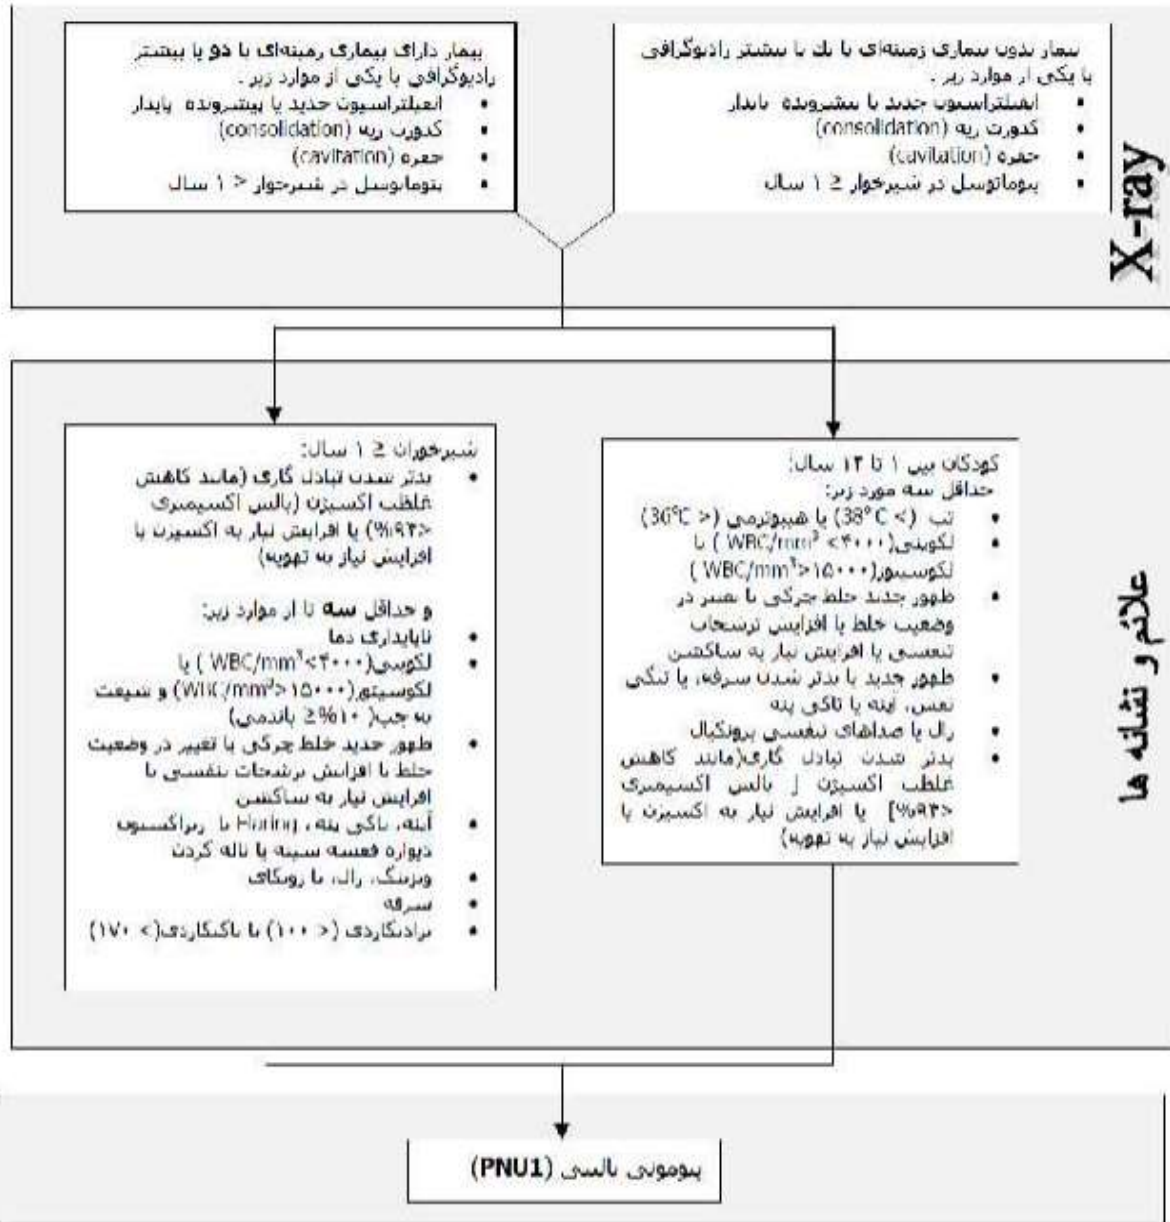 بیمار بدون بیماری زمینه‌ای با یك یا بیشتر رادیوگرافی
با یکی از موارد زیر .
• انفیلتراسیون جدید یا پیشرونده پایدار
• کدورت ریه (consolidation)
• حفره (cavitation)
• پنوماتوسل در شیرخوار ≤ ۱ سال
بیمار دارای بیماری زمینه‌ای با دو یا بیشتر
رادیوگرافی با یکی از موارد زیر .
• انفیلتراسیون جدید یا پیشرونده پایدار
• کدورت ریه (consolidation)
• حفره (cavitation)
• پنوماتوسل در شیرخوار < ۱ سال
X-ray
کودکان بین ۱ تا ۱۲ سال:
حداقل سه مورد زیر:
• تب (> 38°C) یا هیپوترمی (< 36°C)
• لکوپنی(۴۰۰۰> WBC/mm³ ) یا
لکوسیتوز(۱۵۰۰۰< WBC/mm³ )
• ظهور جدید خلط چرکی یا تغییر در
وضعیت خلط یا افزایش ترشحات
تنفسی یا افزایش نیاز به ساکشن
• ظهور جدید یا بدتر شدن سرفه، یا تنگی
نفس، آپنه یا تاکی پنه
• رال یا صداهای تنفسی برونکیال
• بدتر شدن تبادل گازی(مانند کاهش
غلظت اکسیژن [ پالس اکسیمتری
<۹۴%] یا افزایش نیاز به اکسیژن یا
افزایش نیاز به تهویه)
شیرخوران ≤ ۱ سال:
• بدتر شدن تبادل گازی (مانند کاهش
غلظت اکسیژن (پالس اکسیمتری
<۹۴%) یا افزایش نیاز به اکسیژن یا
افزایش نیاز به تهویه)
و حداقل سه تا از موارد زیر:
• ناپایداری دما
• لکوپنی(۴۰۰۰> WBC/mm³ ) یا
لکوسیتوز(۱۵۰۰۰< WBC/mm³) و شیفت
به چپ( ۱۰%≤ باندمی)
• ظهور جدید خلط چرکی یا تغییر در وضعیت
خلط یا افزایش ترشحات تنفسی یا
افزایش نیاز به ساکشن
• آپنه، تاکی پنه، Flaring با رتراکسیون
دیواره قفسه سینه یا ناله کردن
• ویزینگ، رال، یا رونکای
• سرفه
• برادیکاردی (< ۱۰۰) یا تاکیکاردی(> ۱۷۰)
علائم و نشانه ها
پنومونی بالینی (PNU1)